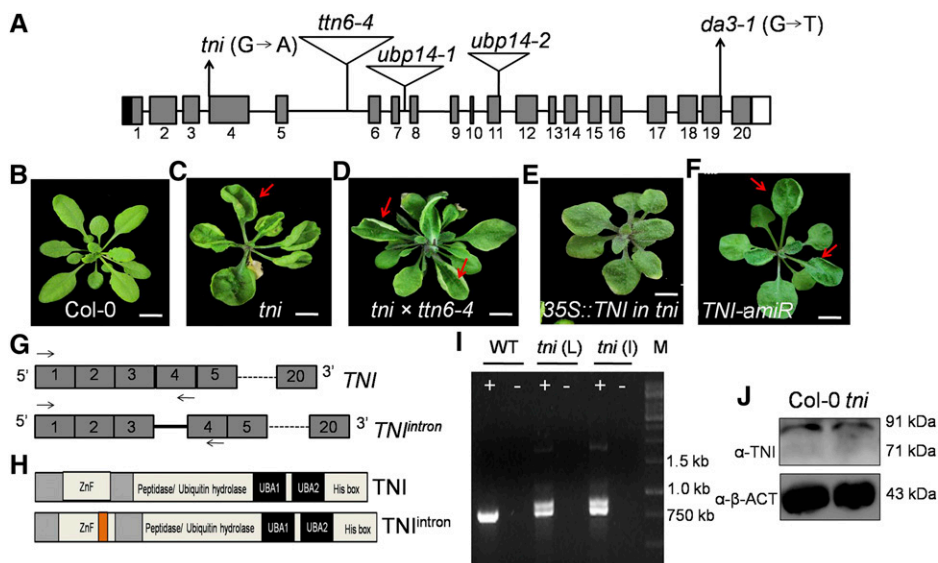 A
tni (G→A)
ttn6-4
ubp14-1
ubp14-2
da3-1 (G→T)
1 2 3 4 5 6 7 8 9 10 11 12 13 14 15 16 17 18 19 20
B
Col-0
C
tni
D
tni × ttn6-4
E
35S::TNI in tni
F
TNI-amiR
G
5' 1 2 3 4 5 20 3' TNI
5' 1 2 3 4 5 20 3' TNI^intron
H
ZnF Peptidase/ Ubiquitin hydrolase UBA1 UBA2 His box TNI
ZnF Peptidase/ Ubiquitin hydrolase UBA1 UBA2 His box TNI^intron
I
WT tni (L) tni (I) M
+ - + - + -
1.5 kb
1.0 kb
750 kb
J
Col-0 tni
α-TNI
91 kDa
71 kDa
α-β-ACT
43 kDa